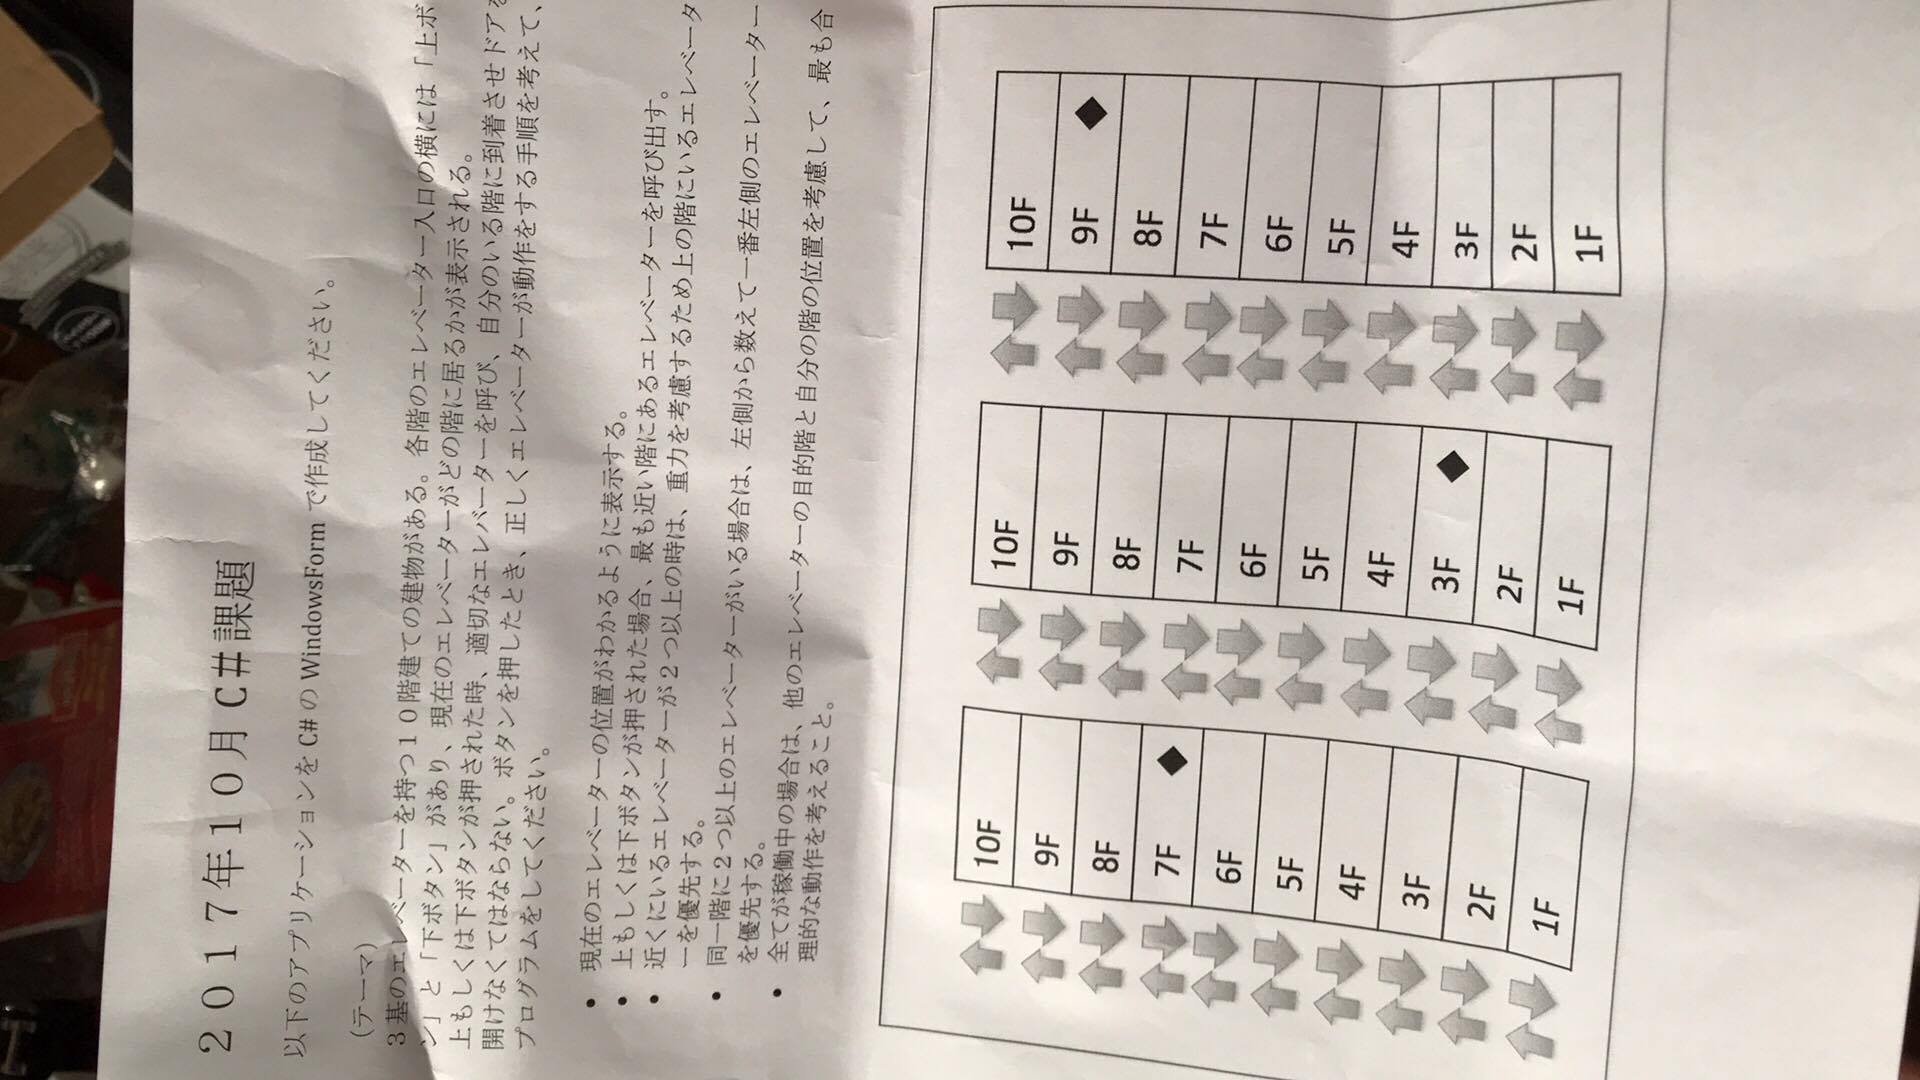 ２０１７年１０月Ｃ＃課題
以下のアプリケーションを C# の WindowsForm で作成してください。
（テーマ）
３基のエレベーターを持つ１０階建ての建物がある。各階のエレベーター入口の横には「上ボ
ン」と「下ボタン」があり、現在のエレベーターがどの階に居るかが表示される。
上もしくは下ボタンが押された時、適切なエレバーターを呼び、自分のいる階に到着させドアを
開けなくてはならない。ボタンを押したとき、正しくエレベーターが動作をする手順を考えて、
プログラムをしてください。
● 現在のエレベーターの位置がわかるように表示する。
● 上もしくは下ボタンが押された場合、最も近い階にあるエレベーターを呼び出す。
● 近くにいるエレベーターが２つ以上の時は、重力を考慮するため上の階にいるエレベータ
ーを優先する。
● 同一階に２つ以上のエレベーターがいる場合は、左側から数えて一番左側のエレベーター
を優先する。
● 全てが稼働中の場合は、他のエレベーターの目的階と自分の階の位置を考慮して、最も合
理的な動作を考えること。
10F 10F 10F
9F 9F 9F
8F 8F 8F
7F 7F 7F
6F 6F 6F
5F 5F 5F
4F 4F 4F
3F 3F 3F
2F 2F 2F
1F 1F 1F